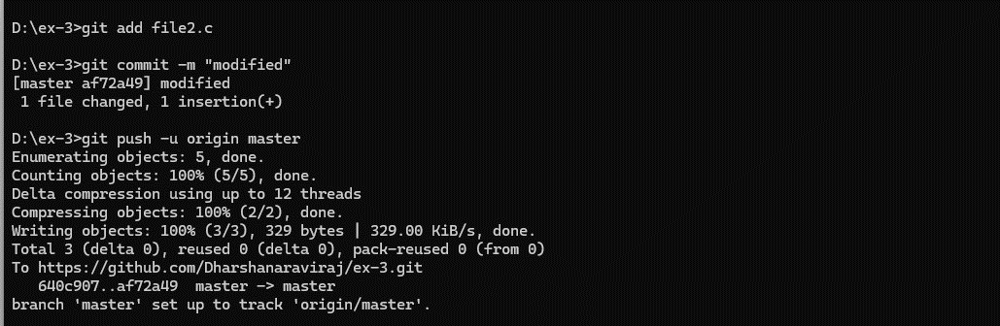 D:\ex-3>git add file2.c
D:\ex-3>git commit -m "modified"
[master af72a49] modified
 1 file changed, 1 insertion(+)
D:\ex-3>git push -u origin master
Enumerating objects: 5, done.
Counting objects: 100% (5/5), done.
Delta compression using up to 12 threads
Compressing objects: 100% (2/2), done.
Writing objects: 100% (3/3), 329 bytes | 329.00 KiB/s, done.
Total 3 (delta 0), reused 0 (delta 0), pack-reused 0 (from 0)
To https://github.com/Dharshanaraviraj/ex-3.git
   640c907..af72a49  master -> master
branch 'master' set up to track 'origin/master'.